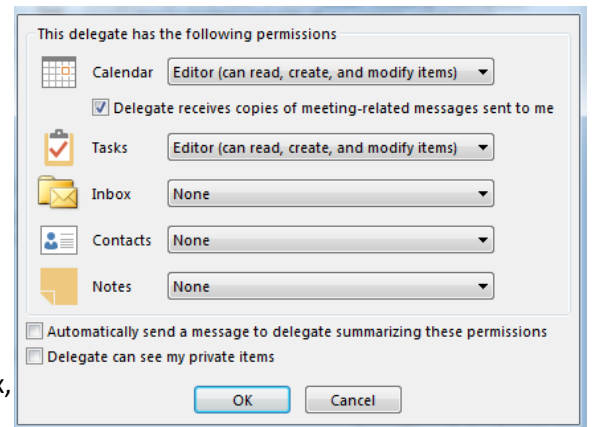 This delegate has the following permissions
Calendar Editor (can read, create, and modify items)
Delegate receives copies of meeting-related messages sent to me
Tasks Editor (can read, create, and modify items)
Inbox None
Contacts None
Notes None
Automatically send a message to delegate summarizing these permissions
Delegate can see my private items
OK Cancel